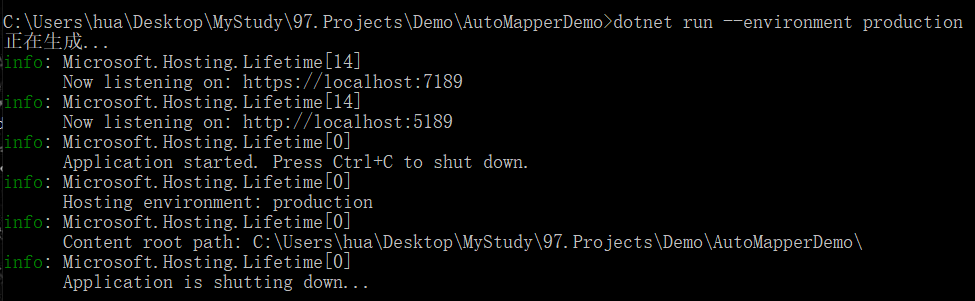 C:\Users\hua\Desktop\MyStudy\97.Projects\Demo\AutoMapperDemo>dotnet run --environment production
正在生成...
info: Microsoft.Hosting.Lifetime[14]
      Now listening on: https://localhost:7189
info: Microsoft.Hosting.Lifetime[14]
      Now listening on: http://localhost:5189
info: Microsoft.Hosting.Lifetime[0]
      Application started. Press Ctrl+C to shut down.
info: Microsoft.Hosting.Lifetime[0]
      Hosting environment: production
info: Microsoft.Hosting.Lifetime[0]
      Content root path: C:\Users\hua\Desktop\MyStudy\97.Projects\Demo\AutoMapperDemo\
info: Microsoft.Hosting.Lifetime[0]
      Application is shutting down...